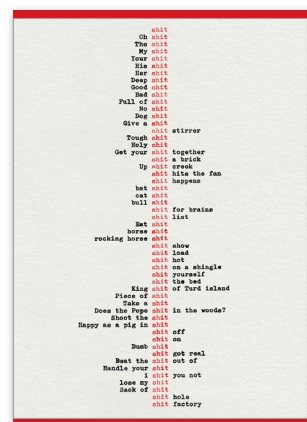 shit
Oh shit
The shit
My shit
Your shit
His shit
Her shit
Deep shit
Good shit
Bad shit
Full of shit
No shit
Dog shit
Give a shit
shit stirrer
Tough shit
Holy shit
Get your shit together
shit a brick
Up shit creek
shit hits the fan
shit happens
bat shit
cat shit
bull shit
shit for brains
shit list
Eat shit
horse shit
rocking horse shit
shit show
shit load
shit hot
shit on a shingle
shit yourself
shit the bed
King shit of Turd island
Piece of shit
Take a shit
Does the Pope shit in the woods?
Shoot the shit
Happy as a pig in shit
shit off
shit on
Dumb shit
shit got real
Beat the shit out of
Handle your shit
i shit you not
lose my shit
Sack of shit
shit hole
shit factory